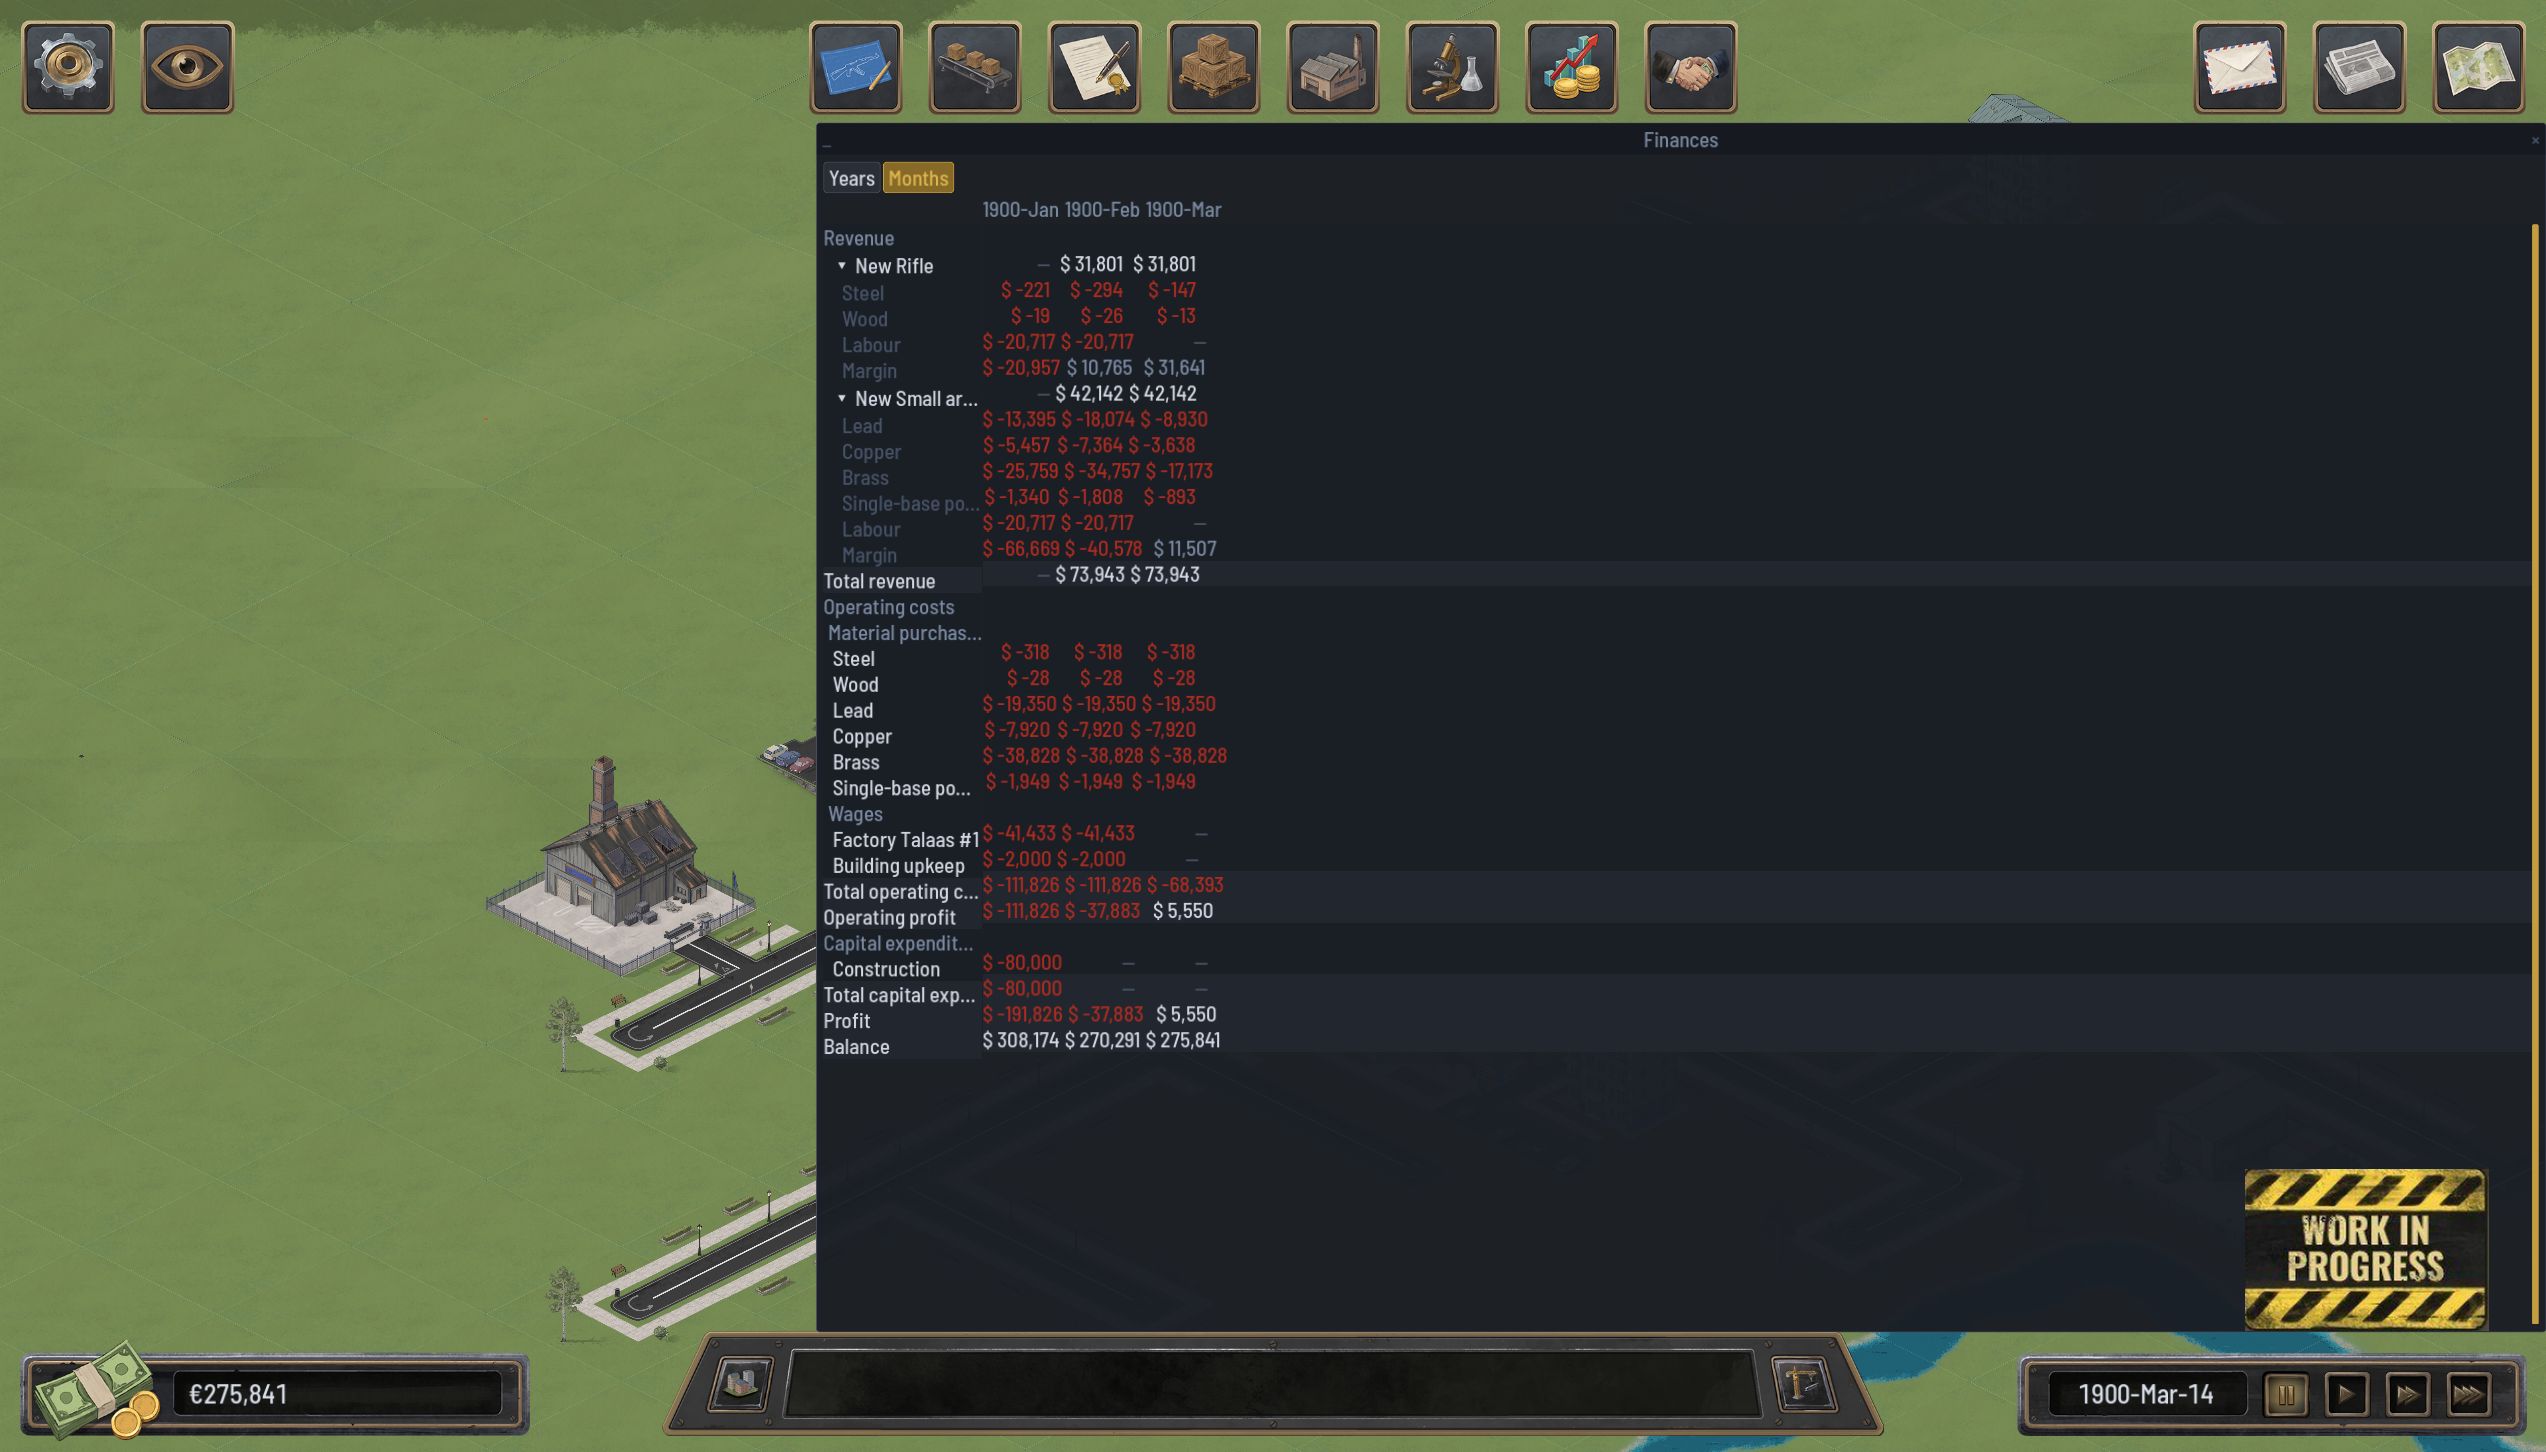 Finances
Years Months
1900-Jan 1900-Feb 1900-Mar
Revenue
New Rifle — $ 31,801 $ 31,801
Steel $ -221 $ -294 $ -147
Wood $ -19 $ -26 $ -13
Labour $ -20,717 $ -20,717 —
Margin $ -20,957 $ 10,765 $ 31,641
New Small ar... — $ 42,142 $ 42,142
Lead $ -13,395 $ -18,074 $ -8,930
Copper $ -5,457 $ -7,364 $ -3,638
Brass $ -25,759 $ -34,757 $ -17,173
Single-base po... $ -1,340 $ -1,808 $ -893
Labour $ -20,717 $ -20,717 —
Margin $ -66,669 $ -40,578 $ 11,507
Total revenue — $ 73,943 $ 73,943
Operating costs
Material purchas...
Steel $ -318 $ -318 $ -318
Wood $ -28 $ -28 $ -28
Lead $ -19,350 $ -19,350 $ -19,350
Copper $ -7,920 $ -7,920 $ -7,920
Brass $ -38,828 $ -38,828 $ -38,828
Single-base po... $ -1,949 $ -1,949 $ -1,949
Wages
Factory Talaas #1 $ -41,433 $ -41,433 —
Building upkeep $ -2,000 $ -2,000 —
Total operating c... $ -111,826 $ -111,826 $ -68,393
Operating profit $ -111,826 $ -37,883 $ 5,550
Capital expendit...
Construction $ -80,000 — —
Total capital exp... $ -80,000 — —
Profit $ -191,826 $ -37,883 $ 5,550
Balance $ 308,174 $ 270,291 $ 275,841
WORK IN
PROGRESS
€275,841
1900-Mar-14